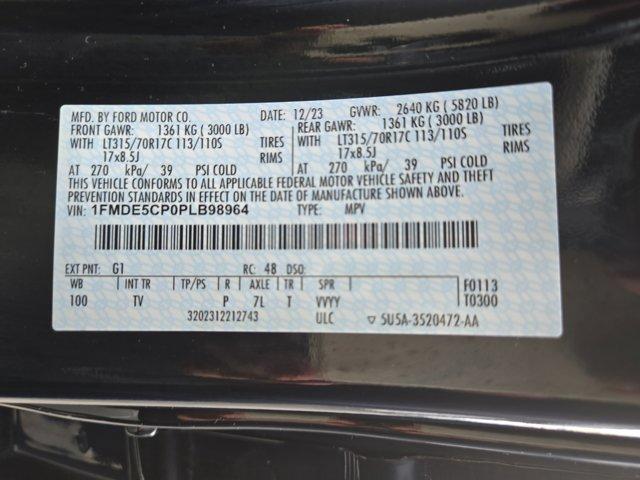 MFD. BY FORD MOTOR CO. DATE: 12/23 GVWR: 2640 KG ( 5820 LB)
FRONT GAWR: 1361 KG ( 3000 LB) REAR GAWR: 1361 KG ( 3000 LB)
WITH LT315/70R17C 113/110S TIRES WITH LT315/70R17C 113/110S TIRES
17x8.5J RIMS 17x8.5J RIMS
AT 270 kPa/ 39 PSI COLD AT 270 kPa/ 39 PSI COLD
THIS VEHICLE CONFORMS TO ALL APPLICABLE FEDERAL MOTOR VEHICLE SAFETY AND THEFT
PREVENTION STANDARDS IN EFFECT ON THE DATE OF MANUFACTURE SHOWN ABOVE.
VIN: 1FMDE5CP0PLB98964 TYPE: MPV
EXT PNT: G1 RC: 48 DSO:
WB INT TR TP/PS R AXLE TR SPR F0113
100 TV P 7L T VVYY T0300
3202312212743 ULC ▽ 5U5A-3520472-AA